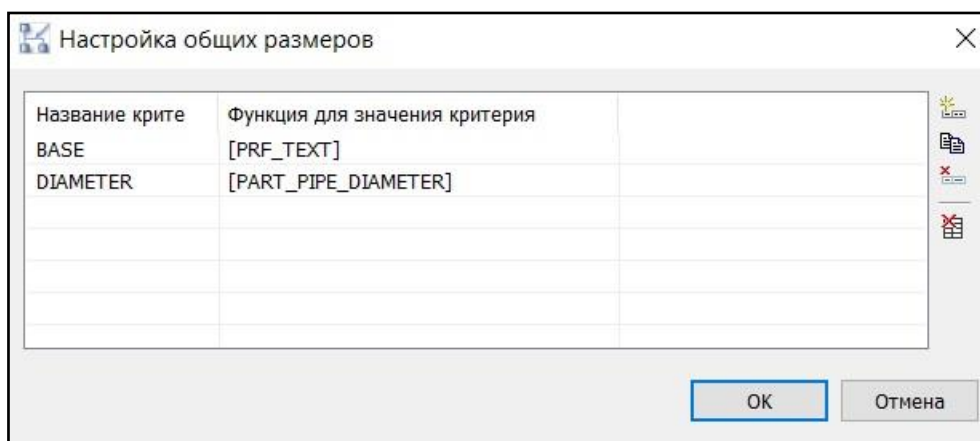 Настройка общих размеров
Название крите Функция для значения критерия
BASE [PRF_TEXT]
DIAMETER [PART_PIPE_DIAMETER]
OK Отмена